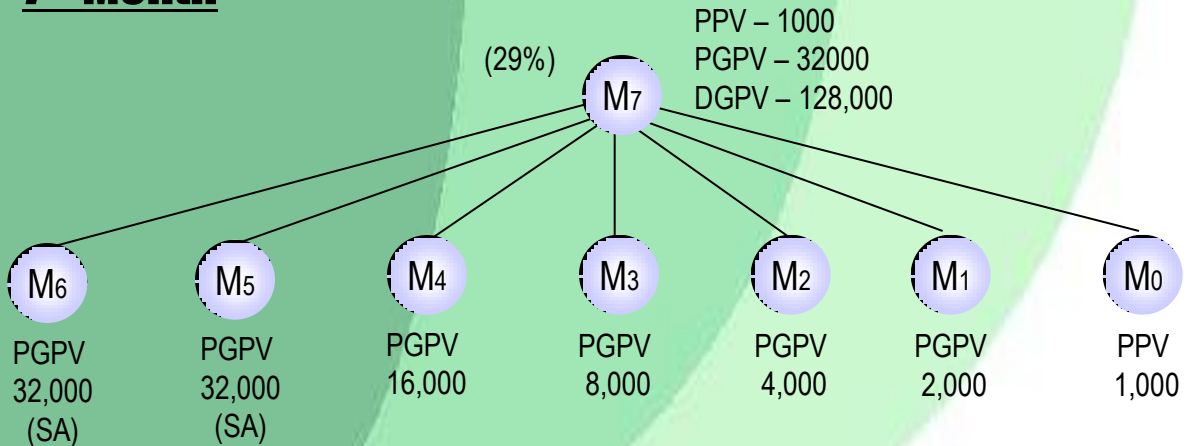 7 Month
PPV – 1000
(29%)
PGPV – 32000
M7
DGPV – 128,000
M6 M5 M4 M3 M2 M1 M0
PGPV PGPV PGPV PGPV PGPV PGPV PPV
32,000 32,000 16,000 8,000 4,000 2,000 1,000
(SA) (SA)